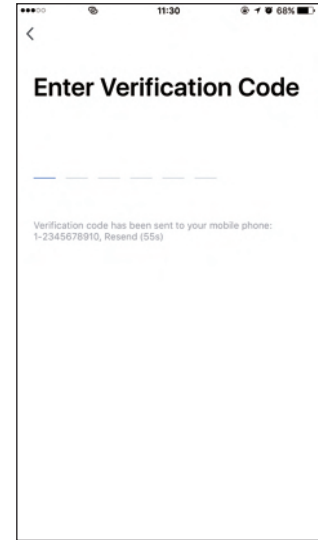 11:30
68%
Enter Verification Code
Verification code has been sent to your mobile phone:
1-2345678910, Resend (55s)